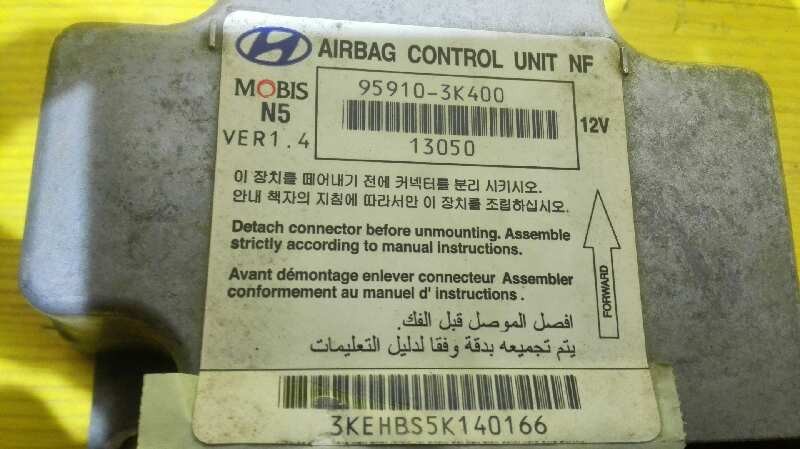 AIRBAG CONTROL UNIT NF
MOBIS
N5
VER1.4
95910-3K400
13050
12V
이 장치를 떼어내기 전에 커넥터를 분리 시키시오.
안내 책자의 지침에 따라서만 이 장치를 조립하십시오.
Detach connector before unmounting. Assemble
strictly according to manual instructions.
Avant démontage enlever connecteur Assembler
conformement au manuel d' instructions .
افصل الموصل قبل الفك.
يتم تجميعه بدقة وفقا لدليل التعليمات
FORWARD
3KEHBS5K140166